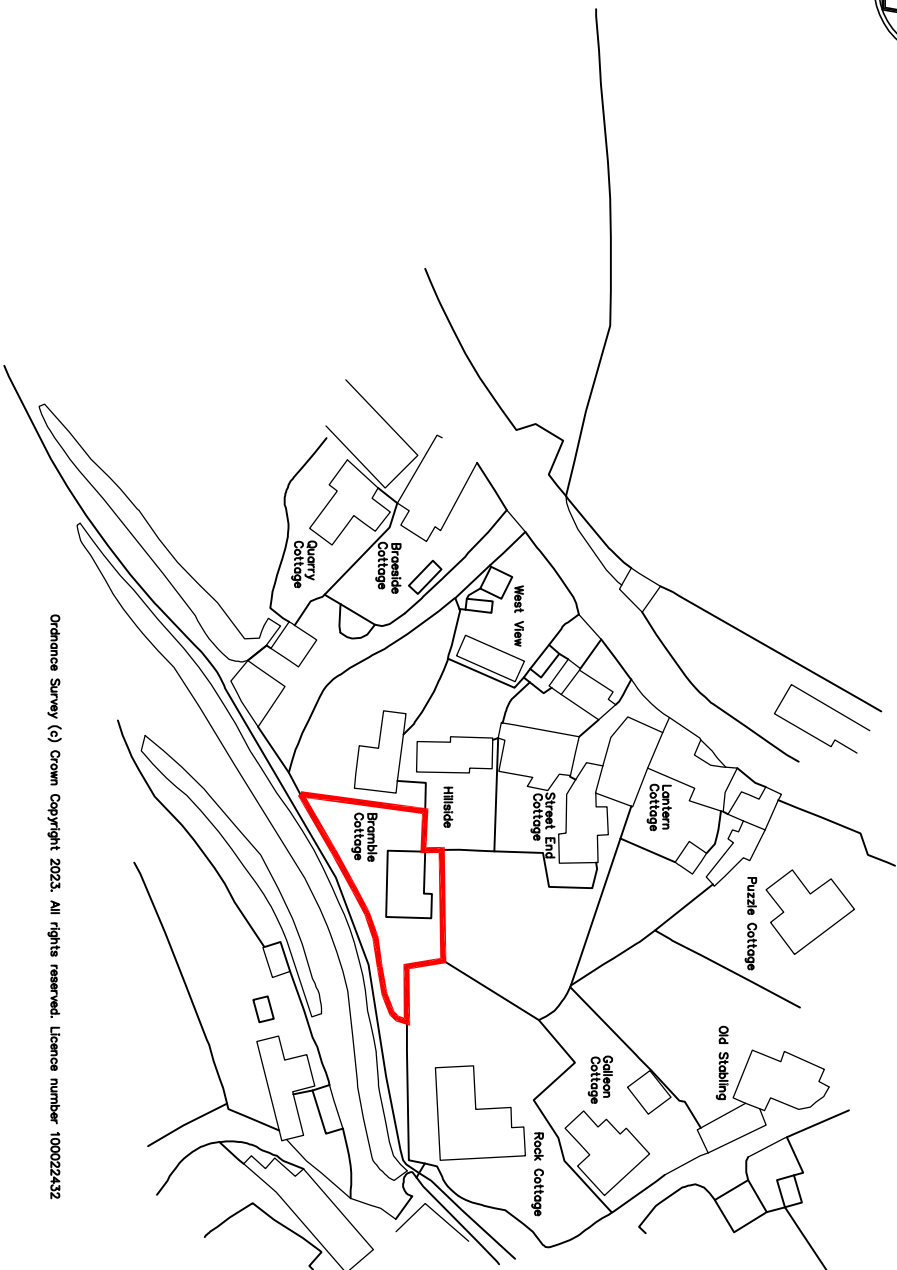 Quarry
Cottage
Braeside
Cottage
West View
Bramble
Cottage
Hillside
Street End
Cottage
Lantern
Cottage
Puzzle Cottage
Old Stabling
Galleon
Cottage
Rock Cottage
Ordnance Survey (c) Crown Copyright 2023. All rights reserved. Licence number 100022432